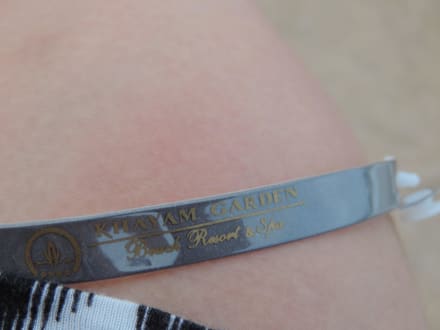 KHAYAM GARDEN
Beach Resort & Spa